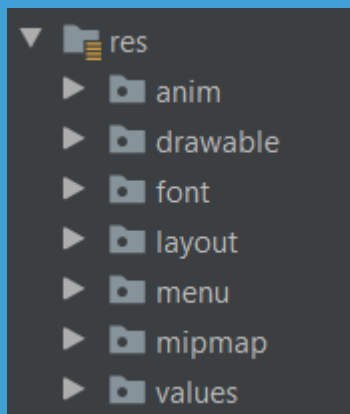 res
anim
drawable
font
layout
menu
mipmap
values